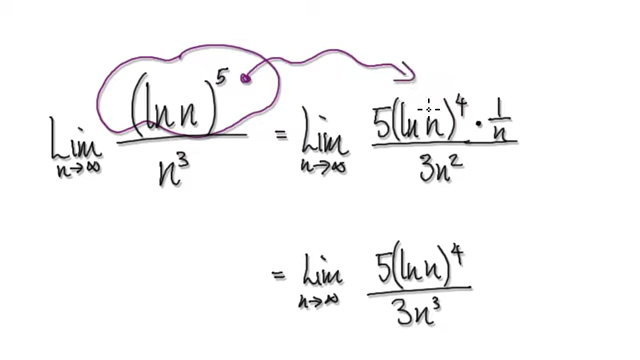 Lim n→∞ (ln n)^5 / n^3 = Lim n→∞ 5(ln n)^4 · 1/n / 3n^2
= Lim n→∞ 5(ln n)^4 / 3n^3